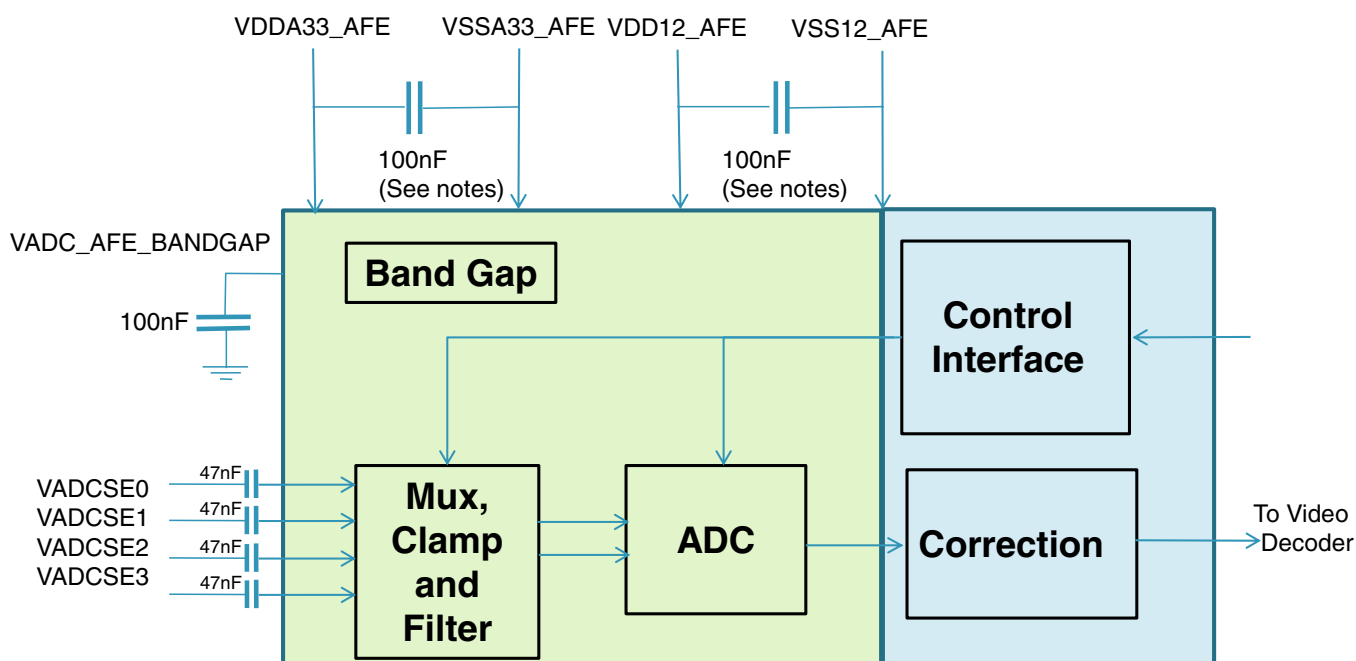 VDDA33_AFE
VSSA33_AFE
VDD12_AFE
VSS12_AFE
100nF
(See notes)
100nF
(See notes)
VADC_AFE_BANDGAP
100nF
Band Gap
Control
Interface
VADCSE0
VADCSE1
VADCSE2
VADCSE3
47nF
47nF
47nF
47nF
Mux,
Clamp
and
Filter
ADC
Correction
To Video
Decoder